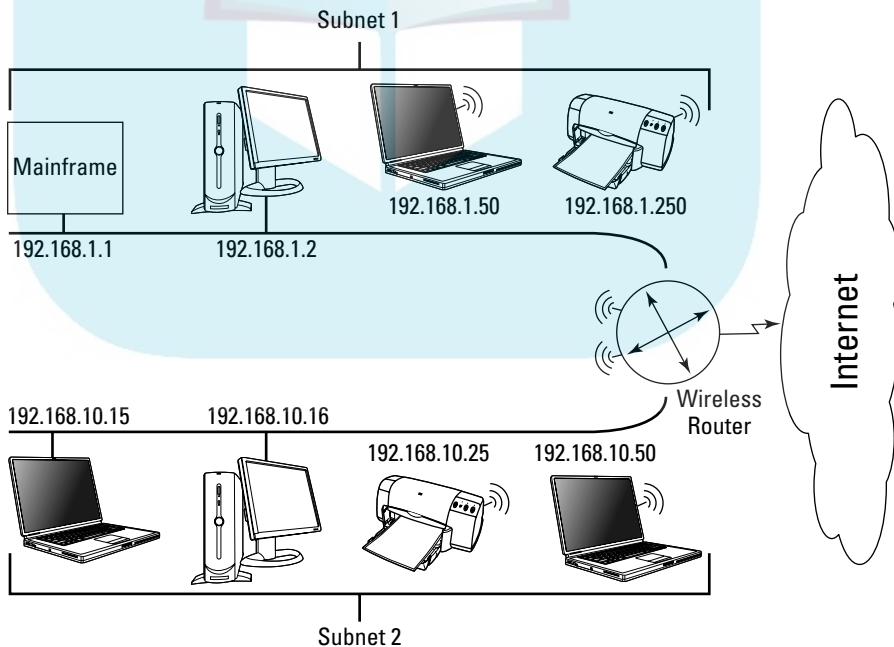 Subnet 1
Mainframe
192.168.1.50
192.168.1.250
192.168.1.1
192.168.1.2
Internet
Wireless
Router
192.168.10.15
192.168.10.16
192.168.10.25
192.168.10.50
Subnet 2